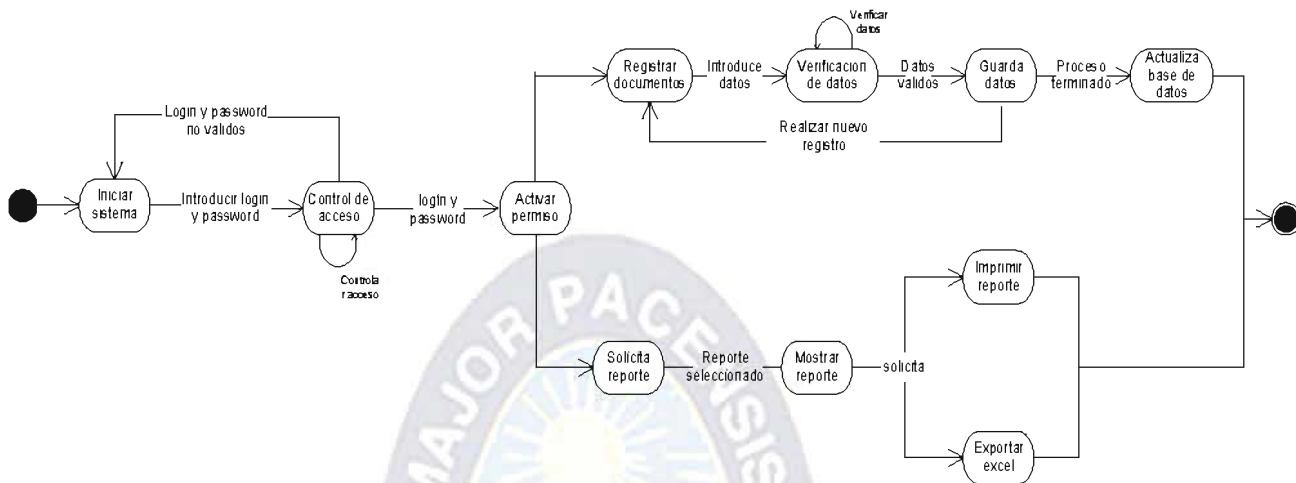 Verificar
datos
Registrar
documentos
Introduce
datos
Verificacion
de datos
Datos
validos
Guarda
datos
Proceso
terminado
Actualiza
base de
datos
Realizar nuevo
registro
Login y password
no validos
Iniciar
sistema
Introducir login
y password
Control de
acceso
login y
password
Activar
permiso
Controla
r acceso
Imprimir
reporte
Solicita
reporte
Reporte
seleccionado
Mostrar
reporte
solicita
Exportar
excel
MAJOR PACENSIS